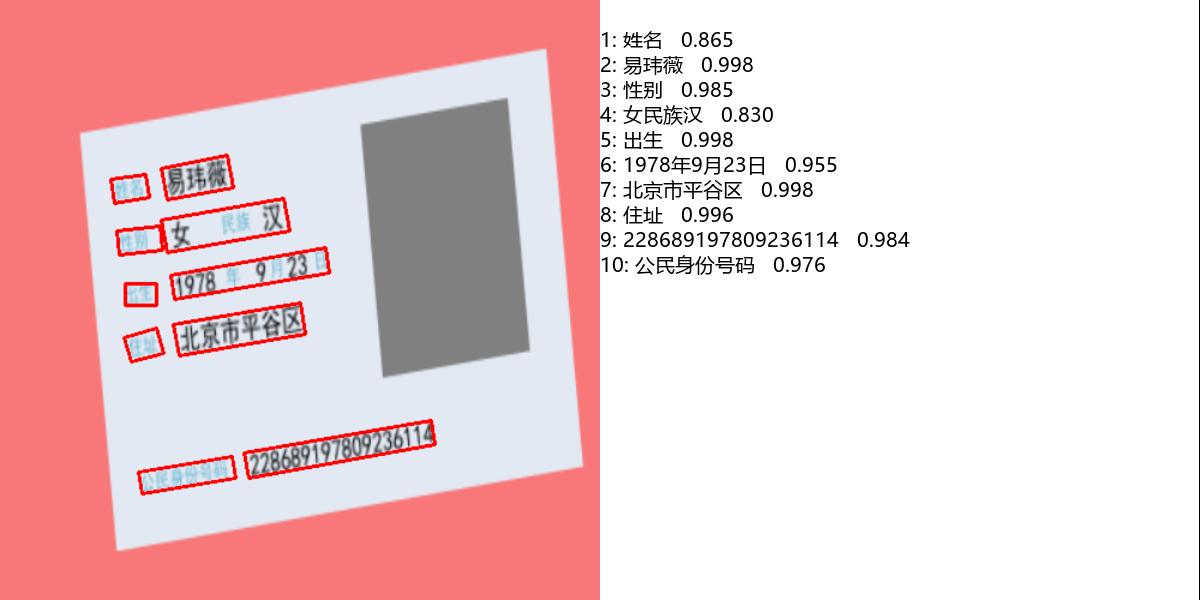 姓名 易玮薇
性别 女 民族 汉
出生 1978 年 9 月 23 日
住址 北京市平谷区
公民身份号码 228689197809236114
1: 姓名 0.865
2: 易玮薇 0.998
3: 性别 0.985
4: 女民族汉 0.830
5: 出生 0.998
6: 1978年9月23日 0.955
7: 北京市平谷区 0.998
8: 住址 0.996
9: 228689197809236114 0.984
10: 公民身份号码 0.976